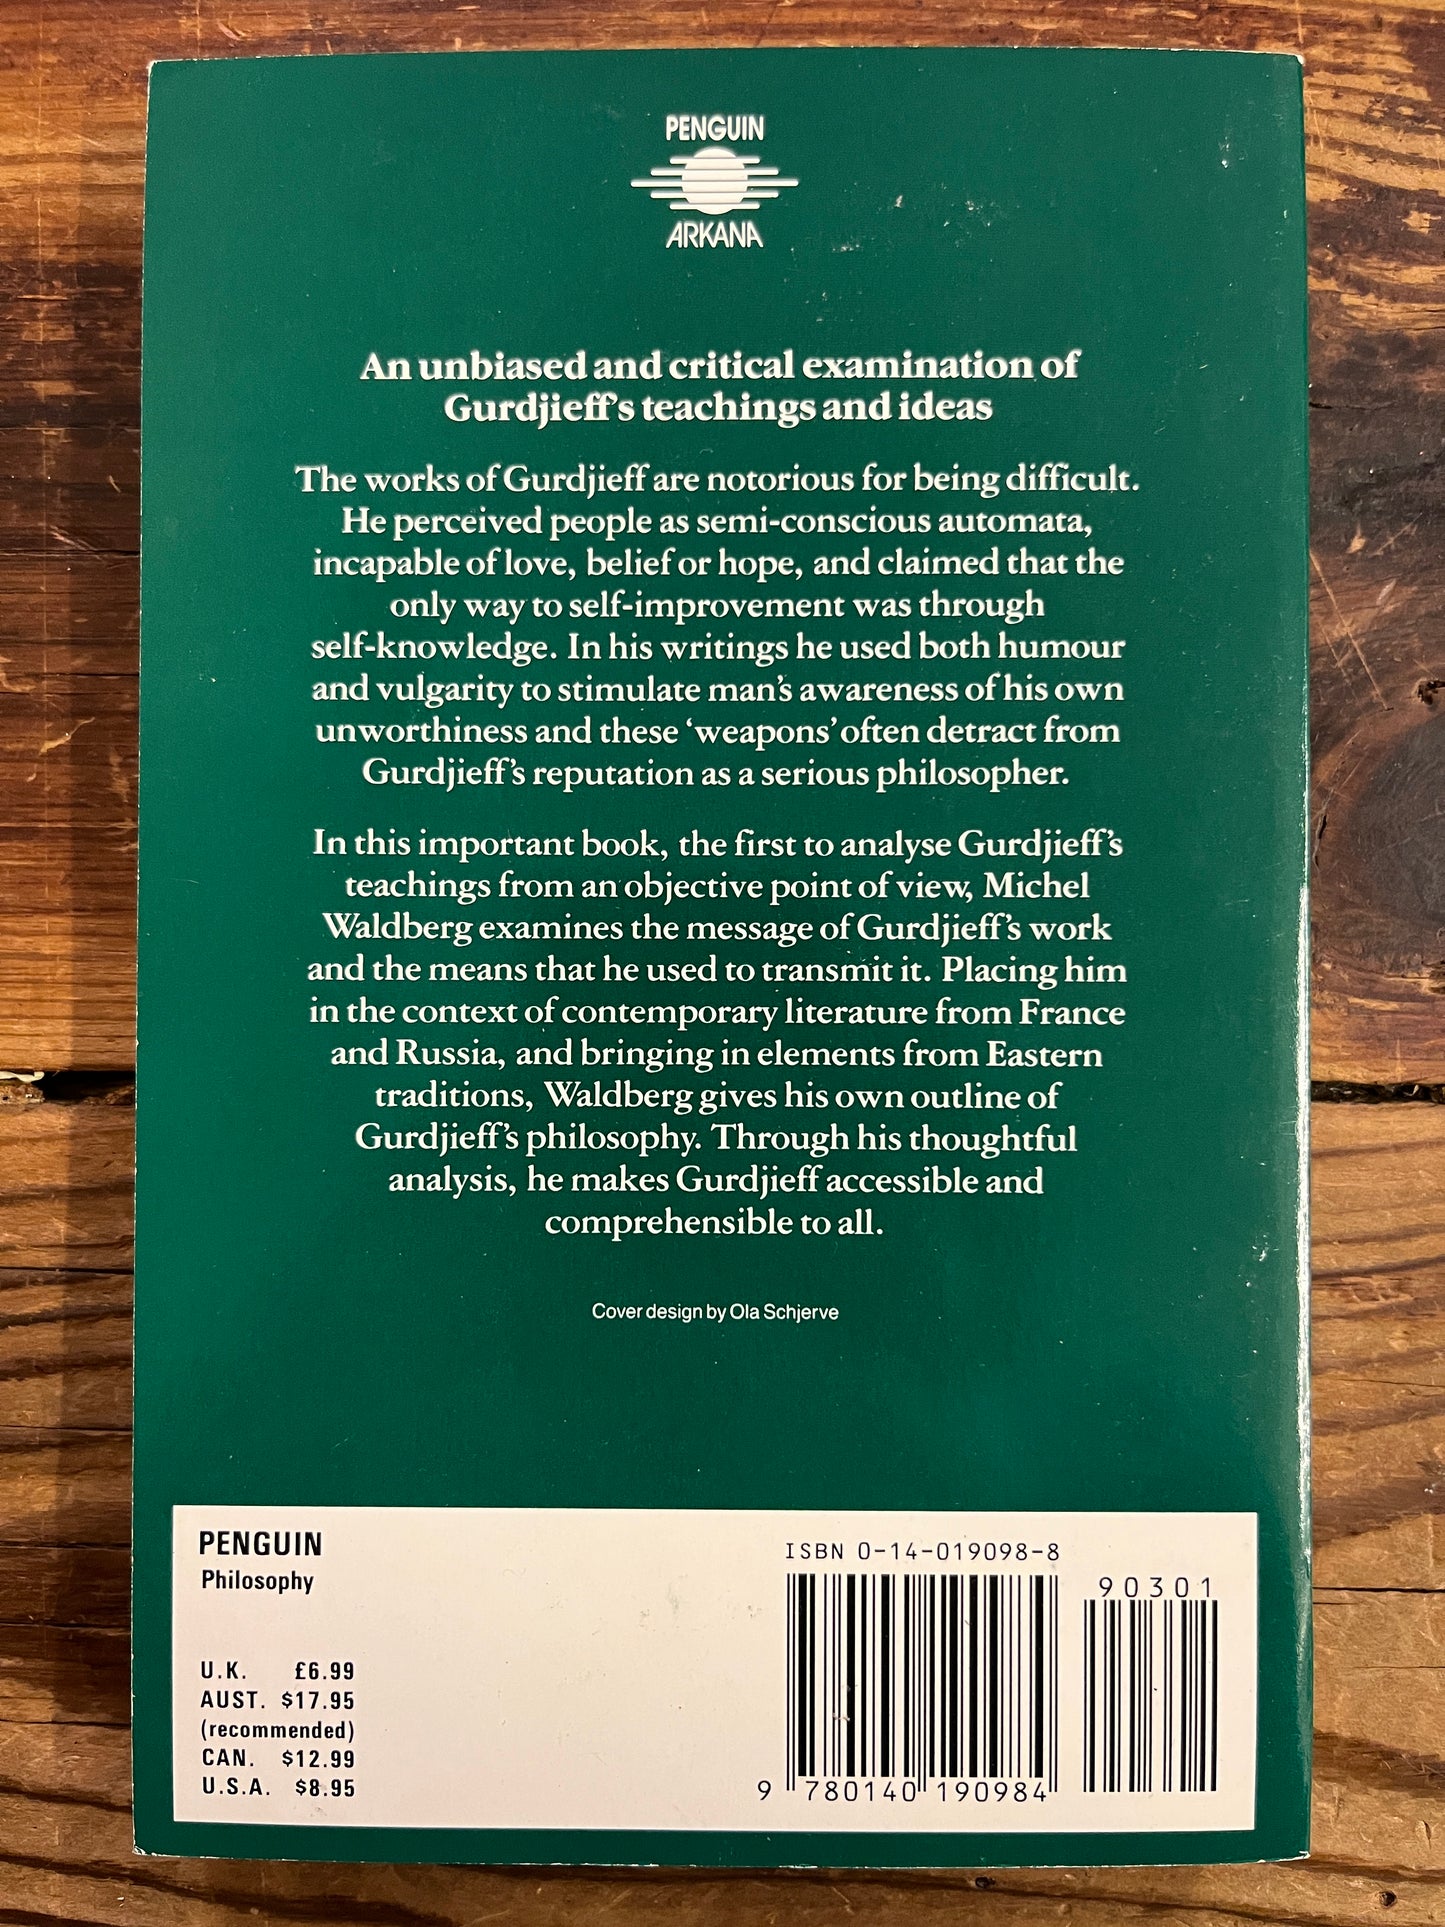 PENGUIN
ARKANA
An unbiased and critical examination of
Gurdjieff's teachings and ideas
The works of Gurdjieff are notorious for being difficult.
He perceived people as semi-conscious automata,
incapable of love, belief or hope, and claimed that the
only way to self-improvement was through
self-knowledge. In his writings he used both humour
and vulgarity to stimulate man's awareness of his own
unworthiness and these 'weapons' often detract from
Gurdjieff's reputation as a serious philosopher.
In this important book, the first to analyse Gurdjieff's
teachings from an objective point of view, Michel
Waldberg examines the message of Gurdjieff's work
and the means that he used to transmit it. Placing him
in the context of contemporary literature from France
and Russia, and bringing in elements from Eastern
traditions, Waldberg gives his own outline of
Gurdjieff's philosophy. Through his thoughtful
analysis, he makes Gurdjieff accessible and
comprehensible to all.
Cover design by Ola Schjerve
PENGUIN
Philosophy
U.K. £6.99
AUST. $17.95
(recommended)
CAN. $12.99
U.S.A. $8.95
ISBN 0-14-019098-8
90301
9 780140 190984